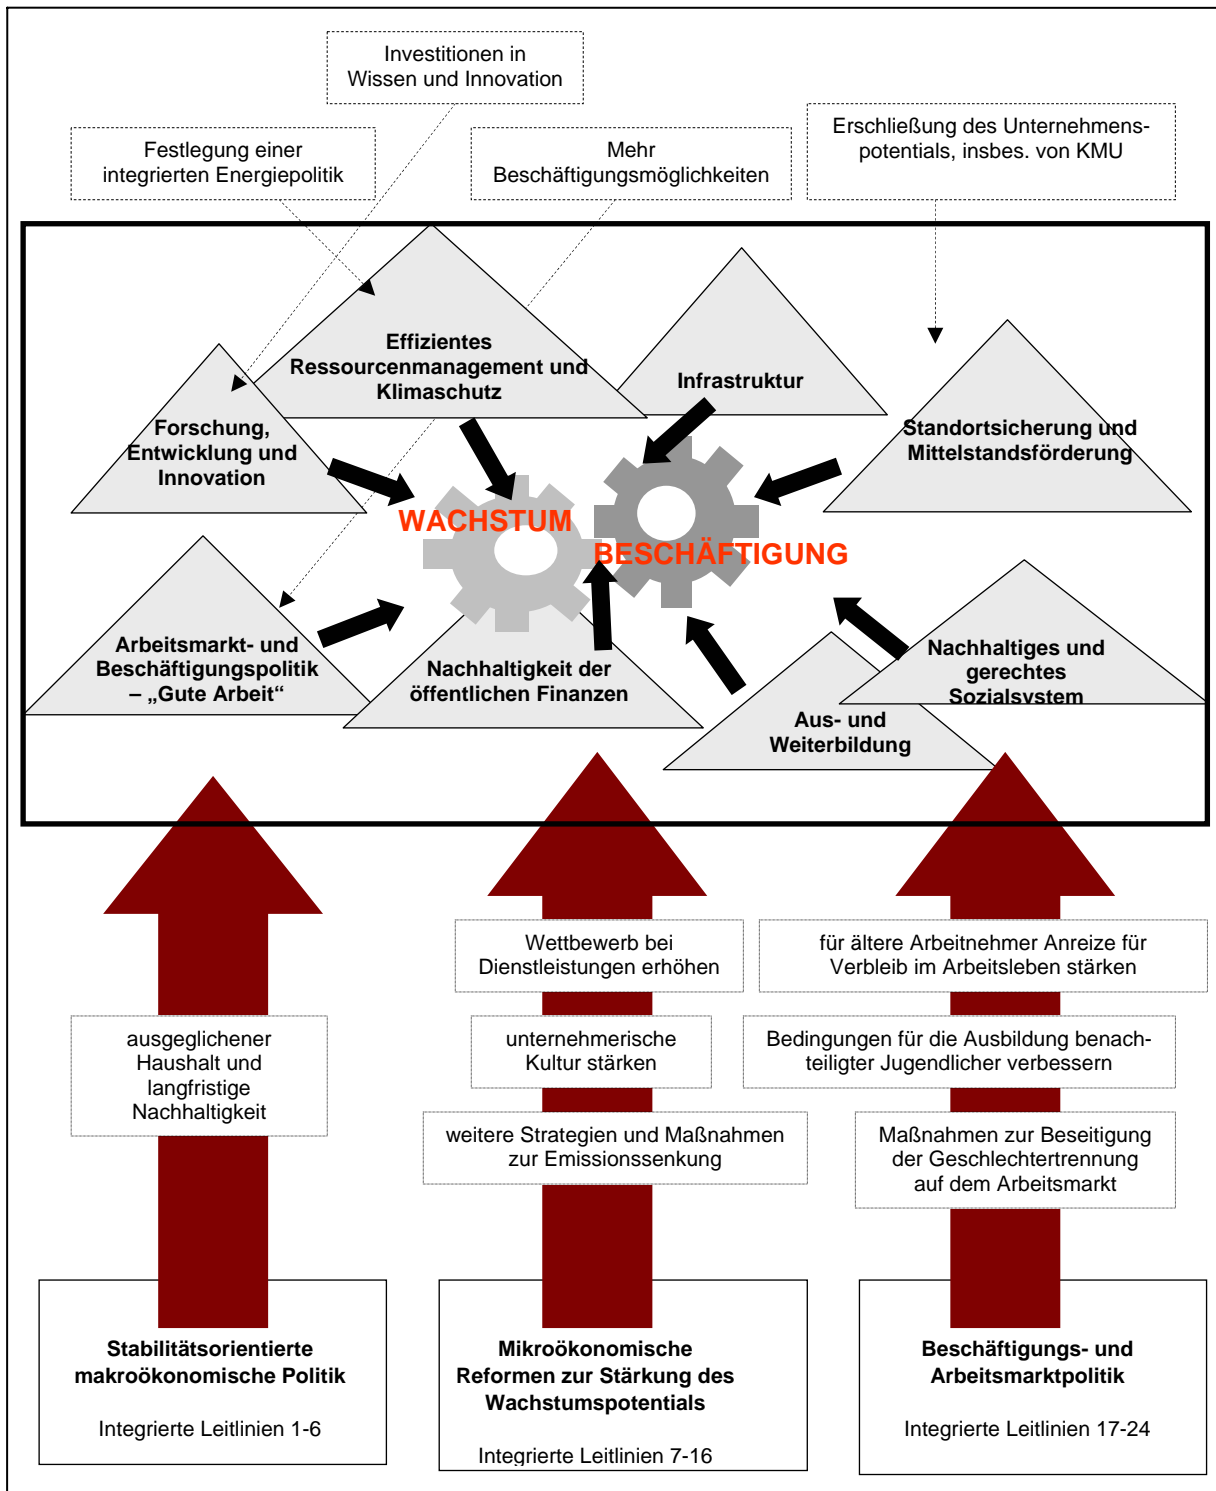 Investitionen in
Wissen und Innovation
Festlegung einer
integrierten Energiepolitik
Mehr
Beschäftigungsmöglichkeiten
Erschließung des Unternehmens-
potentials, insbes. von KMU
Effizientes
Ressourcenmanagement und
Klimaschutz
Infrastruktur
Forschung,
Entwicklung und
Innovation
Standortsicherung und
Mittelstandsförderung
WACHSTUM
BESCHÄFTIGUNG
Arbeitsmarkt- und
Beschäftigungspolitik
– „Gute Arbeit“
Nachhaltigkeit der
öffentlichen Finanzen
Aus- und
Weiterbildung
Nachhaltiges und
gerechtes
Sozialsystem
ausgeglichener
Haushalt und
langfristige
Nachhaltigkeit
Wettbewerb bei
Dienstleistungen erhöhen
unternehmerische
Kultur stärken
weitere Strategien und Maßnahmen
zur Emissionssenkung
für ältere Arbeitnehmer Anreize für
Verbleib im Arbeitsleben stärken
Bedingungen für die Ausbildung benach-
teiligter Jugendlicher verbessern
Maßnahmen zur Beseitigung
der Geschlechtertrennung
auf dem Arbeitsmarkt
Stabilitätsorientierte
makroökonomische Politik
Integrierte Leitlinien 1-6
Mikroökonomische
Reformen zur Stärkung des
Wachstumspotentials
Integrierte Leitlinien 7-16
Beschäftigungs- und
Arbeitsmarktpolitik
Integrierte Leitlinien 17-24